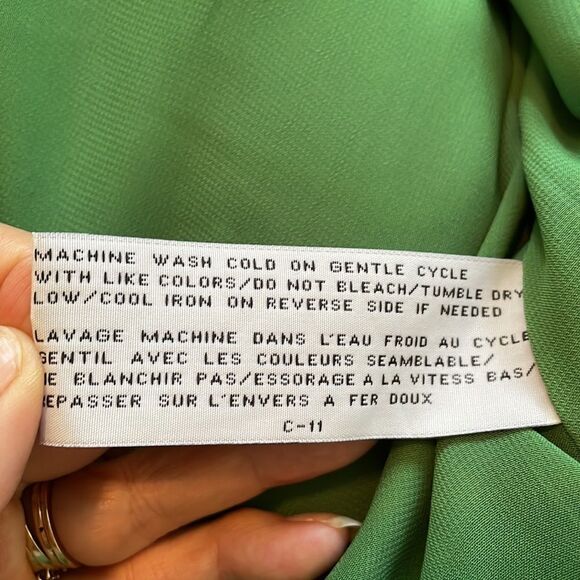 MACHINE WASH COLD ON GENTLE CYCLE
WITH LIKE COLORS/DO NOT BLEACH/TUMBLE DRY
LOW/COOL IRON ON REVERSE SIDE IF NEEDED
LAVAGE MACHINE DANS L'EAU FROID AU CYCLE
GENTIL AVEC LES COULEURS SEAMBLABLE/
NE BLANCHIR PAS/ESSORAGE A LA VITESS BAS/
REPASSER SUR L'ENVERS A FER DOUX
C-11